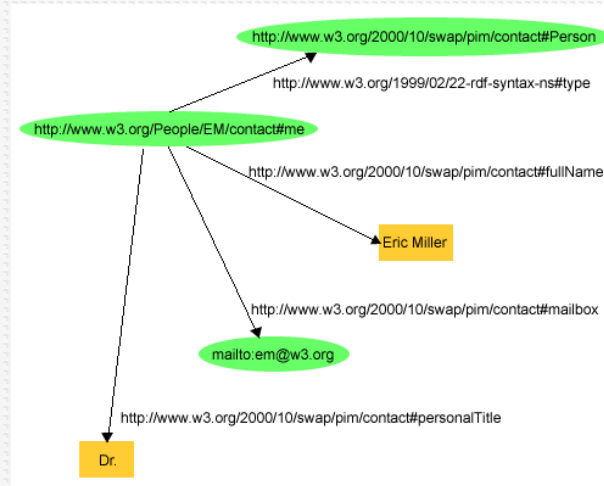 http://www.w3.org/2000/10/swap/pim/contact#Person
http://www.w3.org/1999/02/22-rdf-syntax-ns#type
http://www.w3.org/People/EM/contact#me
http://www.w3.org/2000/10/swap/pim/contact#fullName
Eric Miller
http://www.w3.org/2000/10/swap/pim/contact#mailbox
mailto:em@w3.org
http://www.w3.org/2000/10/swap/pim/contact#personalTitle
Dr.